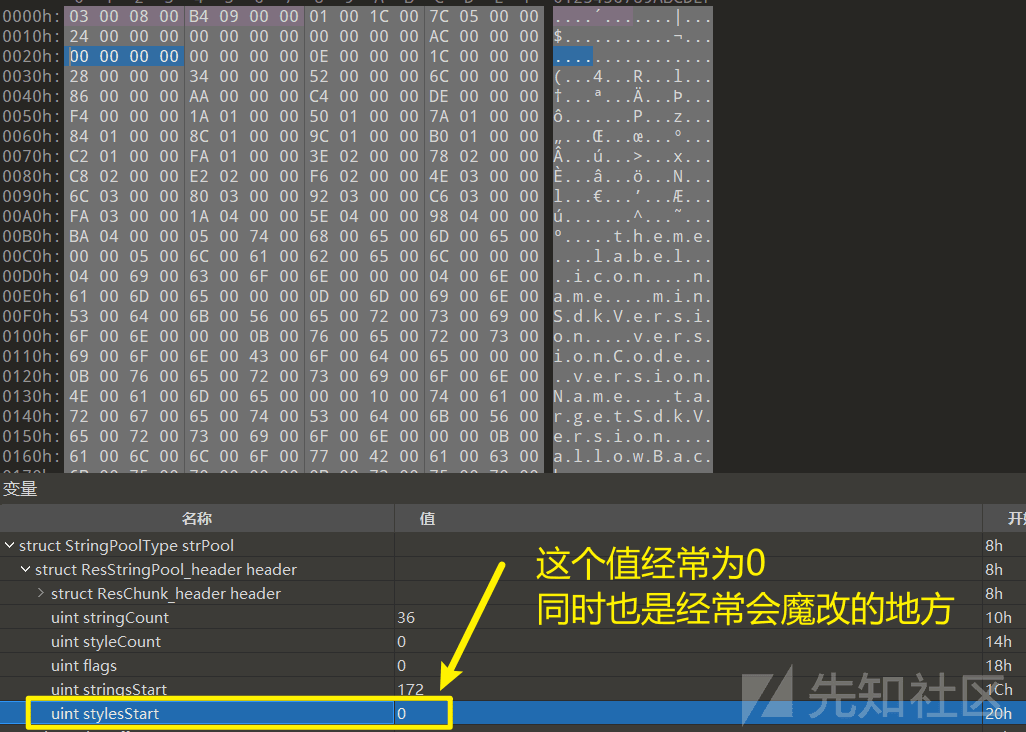 0000h: 03 00 08 00 B4 09 00 00 01 00 1C 00 7C 05 00 00 ....´.......|...
0010h: 24 00 00 00 00 00 00 00 00 00 00 00 AC 00 00 00 $...........¬...
0020h: 00 00 00 00 00 00 00 00 0E 00 00 00 1C 00 00 00 ................
0030h: 28 00 00 00 34 00 00 00 52 00 00 00 6C 00 00 00 (...4...R...l...
0040h: 86 00 00 00 AA 00 00 00 C4 00 00 00 DE 00 00 00 †...ª...Ä...Þ...
0050h: F4 00 00 00 1A 01 00 00 50 01 00 00 7A 01 00 00 ô.......P...z...
0060h: 84 01 00 00 8C 01 00 00 9C 01 00 00 B0 01 00 00 „...Œ...œ...°...
0070h: C2 01 00 00 FA 01 00 00 3E 02 00 00 78 02 00 00 Â...ú...>...x...
0080h: C8 02 00 00 E2 02 00 00 F6 02 00 00 4E 03 00 00 È...â...ö...N...
0090h: 6C 03 00 00 80 03 00 00 92 03 00 00 C6 03 00 00 l...€...’...Æ...
00A0h: FA 03 00 00 1A 04 00 00 5E 04 00 00 98 04 00 00 ú.......^...˜...
00B0h: BA 04 00 00 05 00 74 00 68 00 65 00 6D 00 65 00 º.....t.h.e.m.e.
00C0h: 00 00 05 00 6C 00 61 00 62 00 65 00 6C 00 00 00 ....l.a.b.e.l...
00D0h: 04 00 69 00 63 00 6F 00 6E 00 00 00 04 00 6E 00 ..i.c.o.n.....n.
00E0h: 61 00 6D 00 65 00 00 00 0D 00 6D 00 69 00 6E 00 a.m.e.....m.i.n.
00F0h: 53 00 64 00 6B 00 56 00 65 00 72 00 73 00 69 00 S.d.k.V.e.r.s.i.
0100h: 6F 00 6E 00 00 00 0B 00 76 00 65 00 72 00 73 00 o.n.....v.e.r.s.
0110h: 69 00 6F 00 6E 00 43 00 6F 00 64 00 65 00 00 00 i.o.n.C.o.d.e...
0120h: 0B 00 76 00 65 00 72 00 73 00 69 00 6F 00 6E 00 ..v.e.r.s.i.o.n.
0130h: 4E 00 61 00 6D 00 65 00 00 00 10 00 74 00 61 00 N.a.m.e.....t.a.
0140h: 72 00 67 00 65 00 74 00 53 00 64 00 6B 00 56 00 r.g.e.t.S.d.k.V.
0150h: 65 00 72 00 73 00 69 00 6F 00 6E 00 00 00 0B 00 e.r.s.i.o.n.....
0160h: 61 00 6C 00 6C 00 6F 00 77 00 42 00 61 00 63 00 a.l.l.o.w.B.a.c.
变量
名称 值 开
struct StringPoolType strPool 8h
struct ResStringPool_header header 8h
struct ResChunk_header header 8h
uint stringCount 36 10h
uint styleCount 0 14h
uint flags 0 18h
uint stringsStart 172 1Ch
uint stylesStart 0 20h
这个值经常为0
同时也是经常会魔改的地方
先知社区